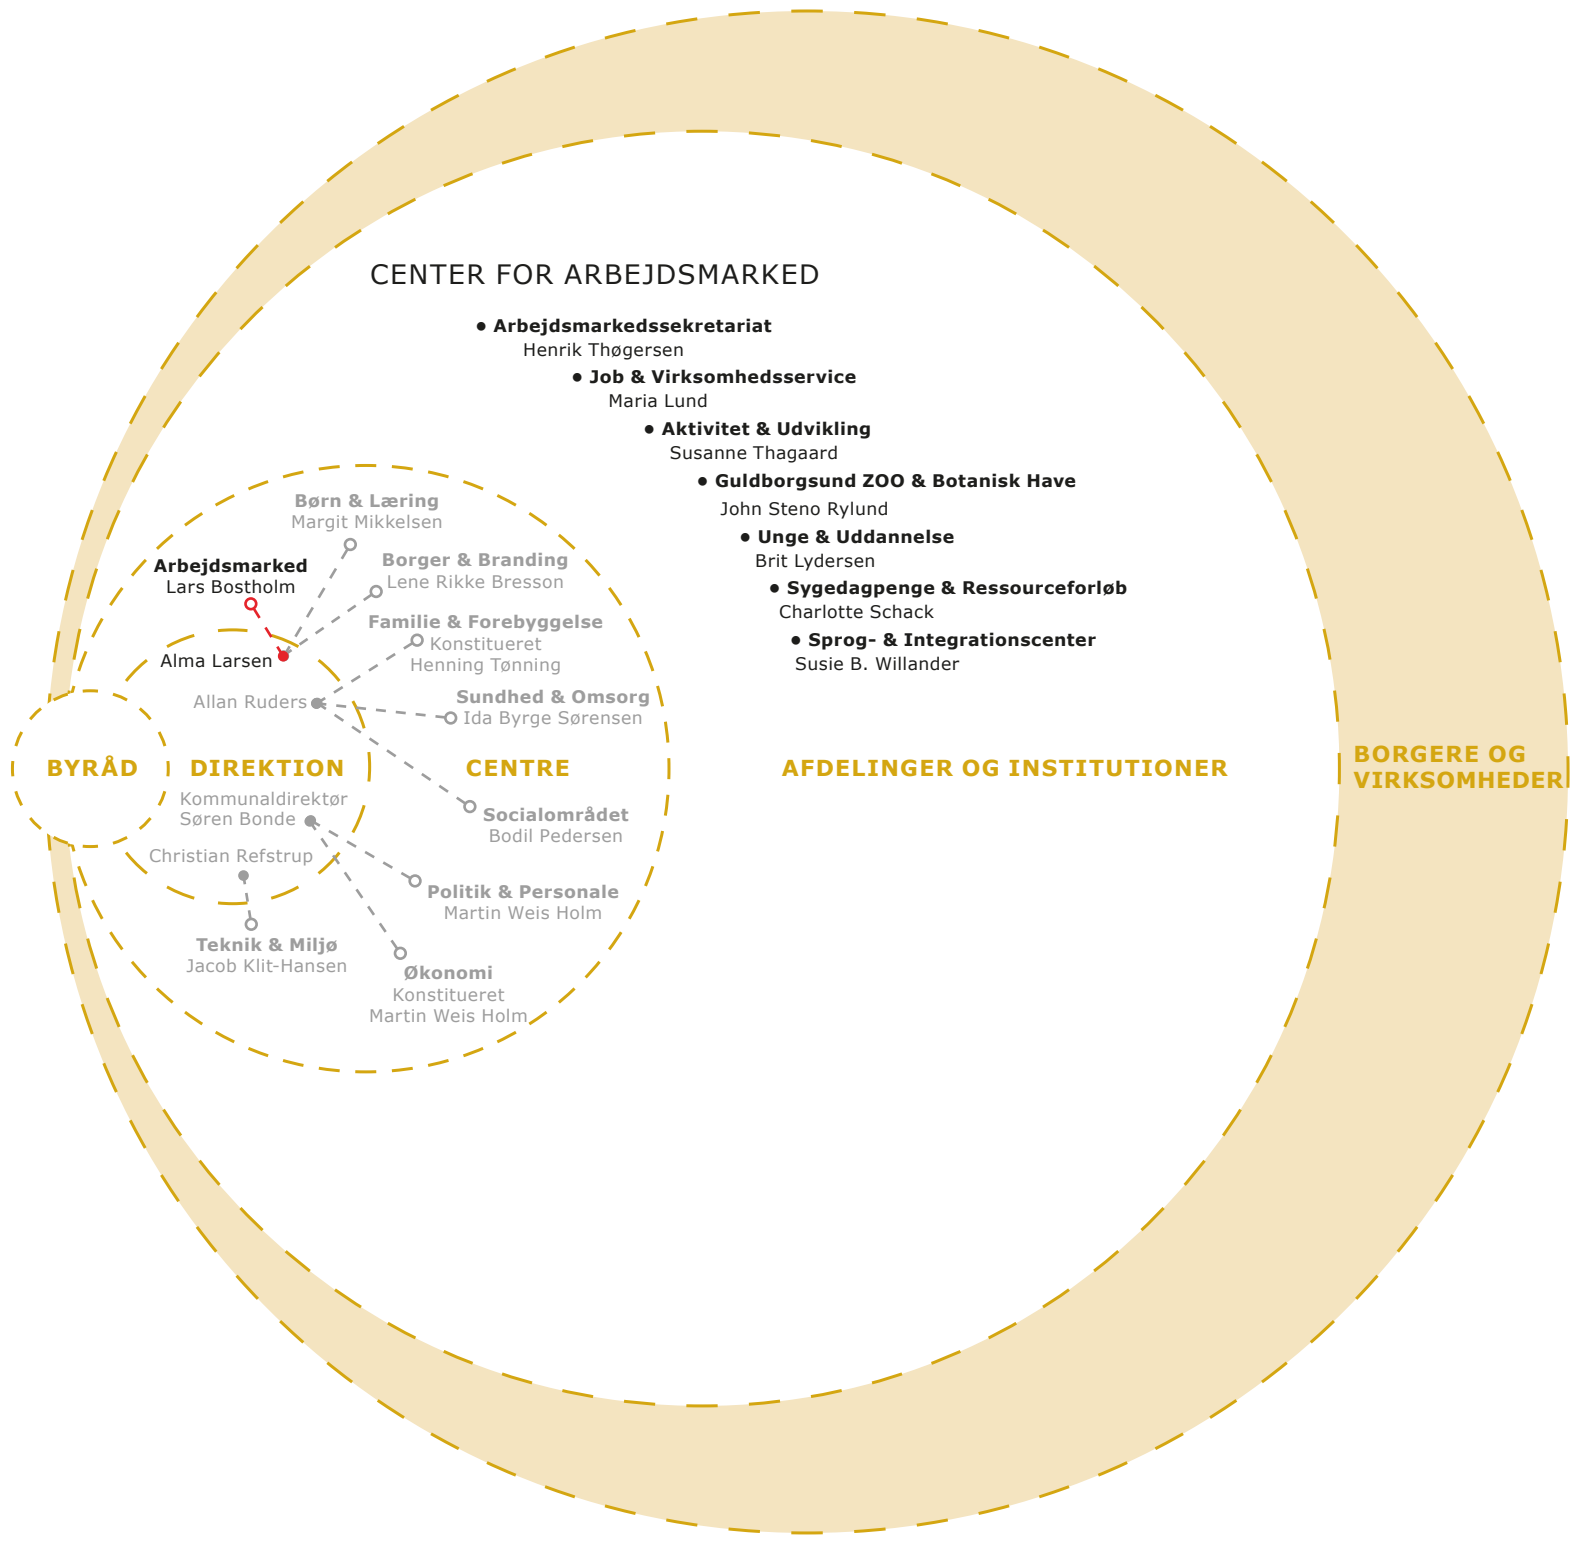 CENTER FOR ARBEJDSMARKED
• Arbejdsmarkedssekretariat
Henrik Thøgersen
• Job & Virksomhedsservice
Maria Lund
• Aktivitet & Udvikling
Susanne Thagaard
• Guldborgsund ZOO & Botanisk Have
John Steno Rylund
• Unge & Uddannelse
Brit Lydersen
• Sygedagpenge & Ressourceforløb
Charlotte Schack
• Sprog- & Integrationscenter
Susie B. Willander
Børn & Læring
Margit Mikkelsen
Arbejdsmarked
Lars Bostholm
Borger & Branding
Lene Rikke Bresson
Familie & Forebyggelse
Konstitueret
Henning Tønning
Alma Larsen
Allan Ruders
Sundhed & Omsorg
Ida Byrge Sørensen
BYRÅD
DIREKTION
CENTRE
AFDELINGER OG INSTITUTIONER
BORGERE OG
VIRKSOMHEDER
Kommunaldirektør
Søren Bonde
Socialområdet
Bodil Pedersen
Christian Refstrup
Politik & Personale
Martin Weis Holm
Teknik & Miljø
Jacob Klit-Hansen
Økonomi
Konstitueret
Martin Weis Holm